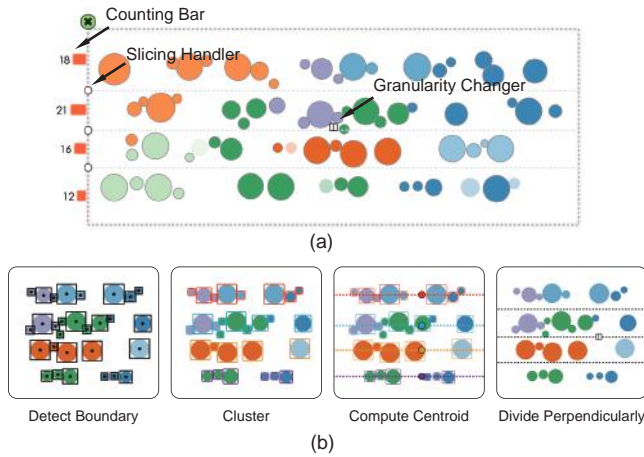 Counting Bar
18
Slicing Handler
21
Granularity Changer
16
12
(a)
Detect Boundary
Cluster
Compute Centroid
Divide Perpendicularly
(b)